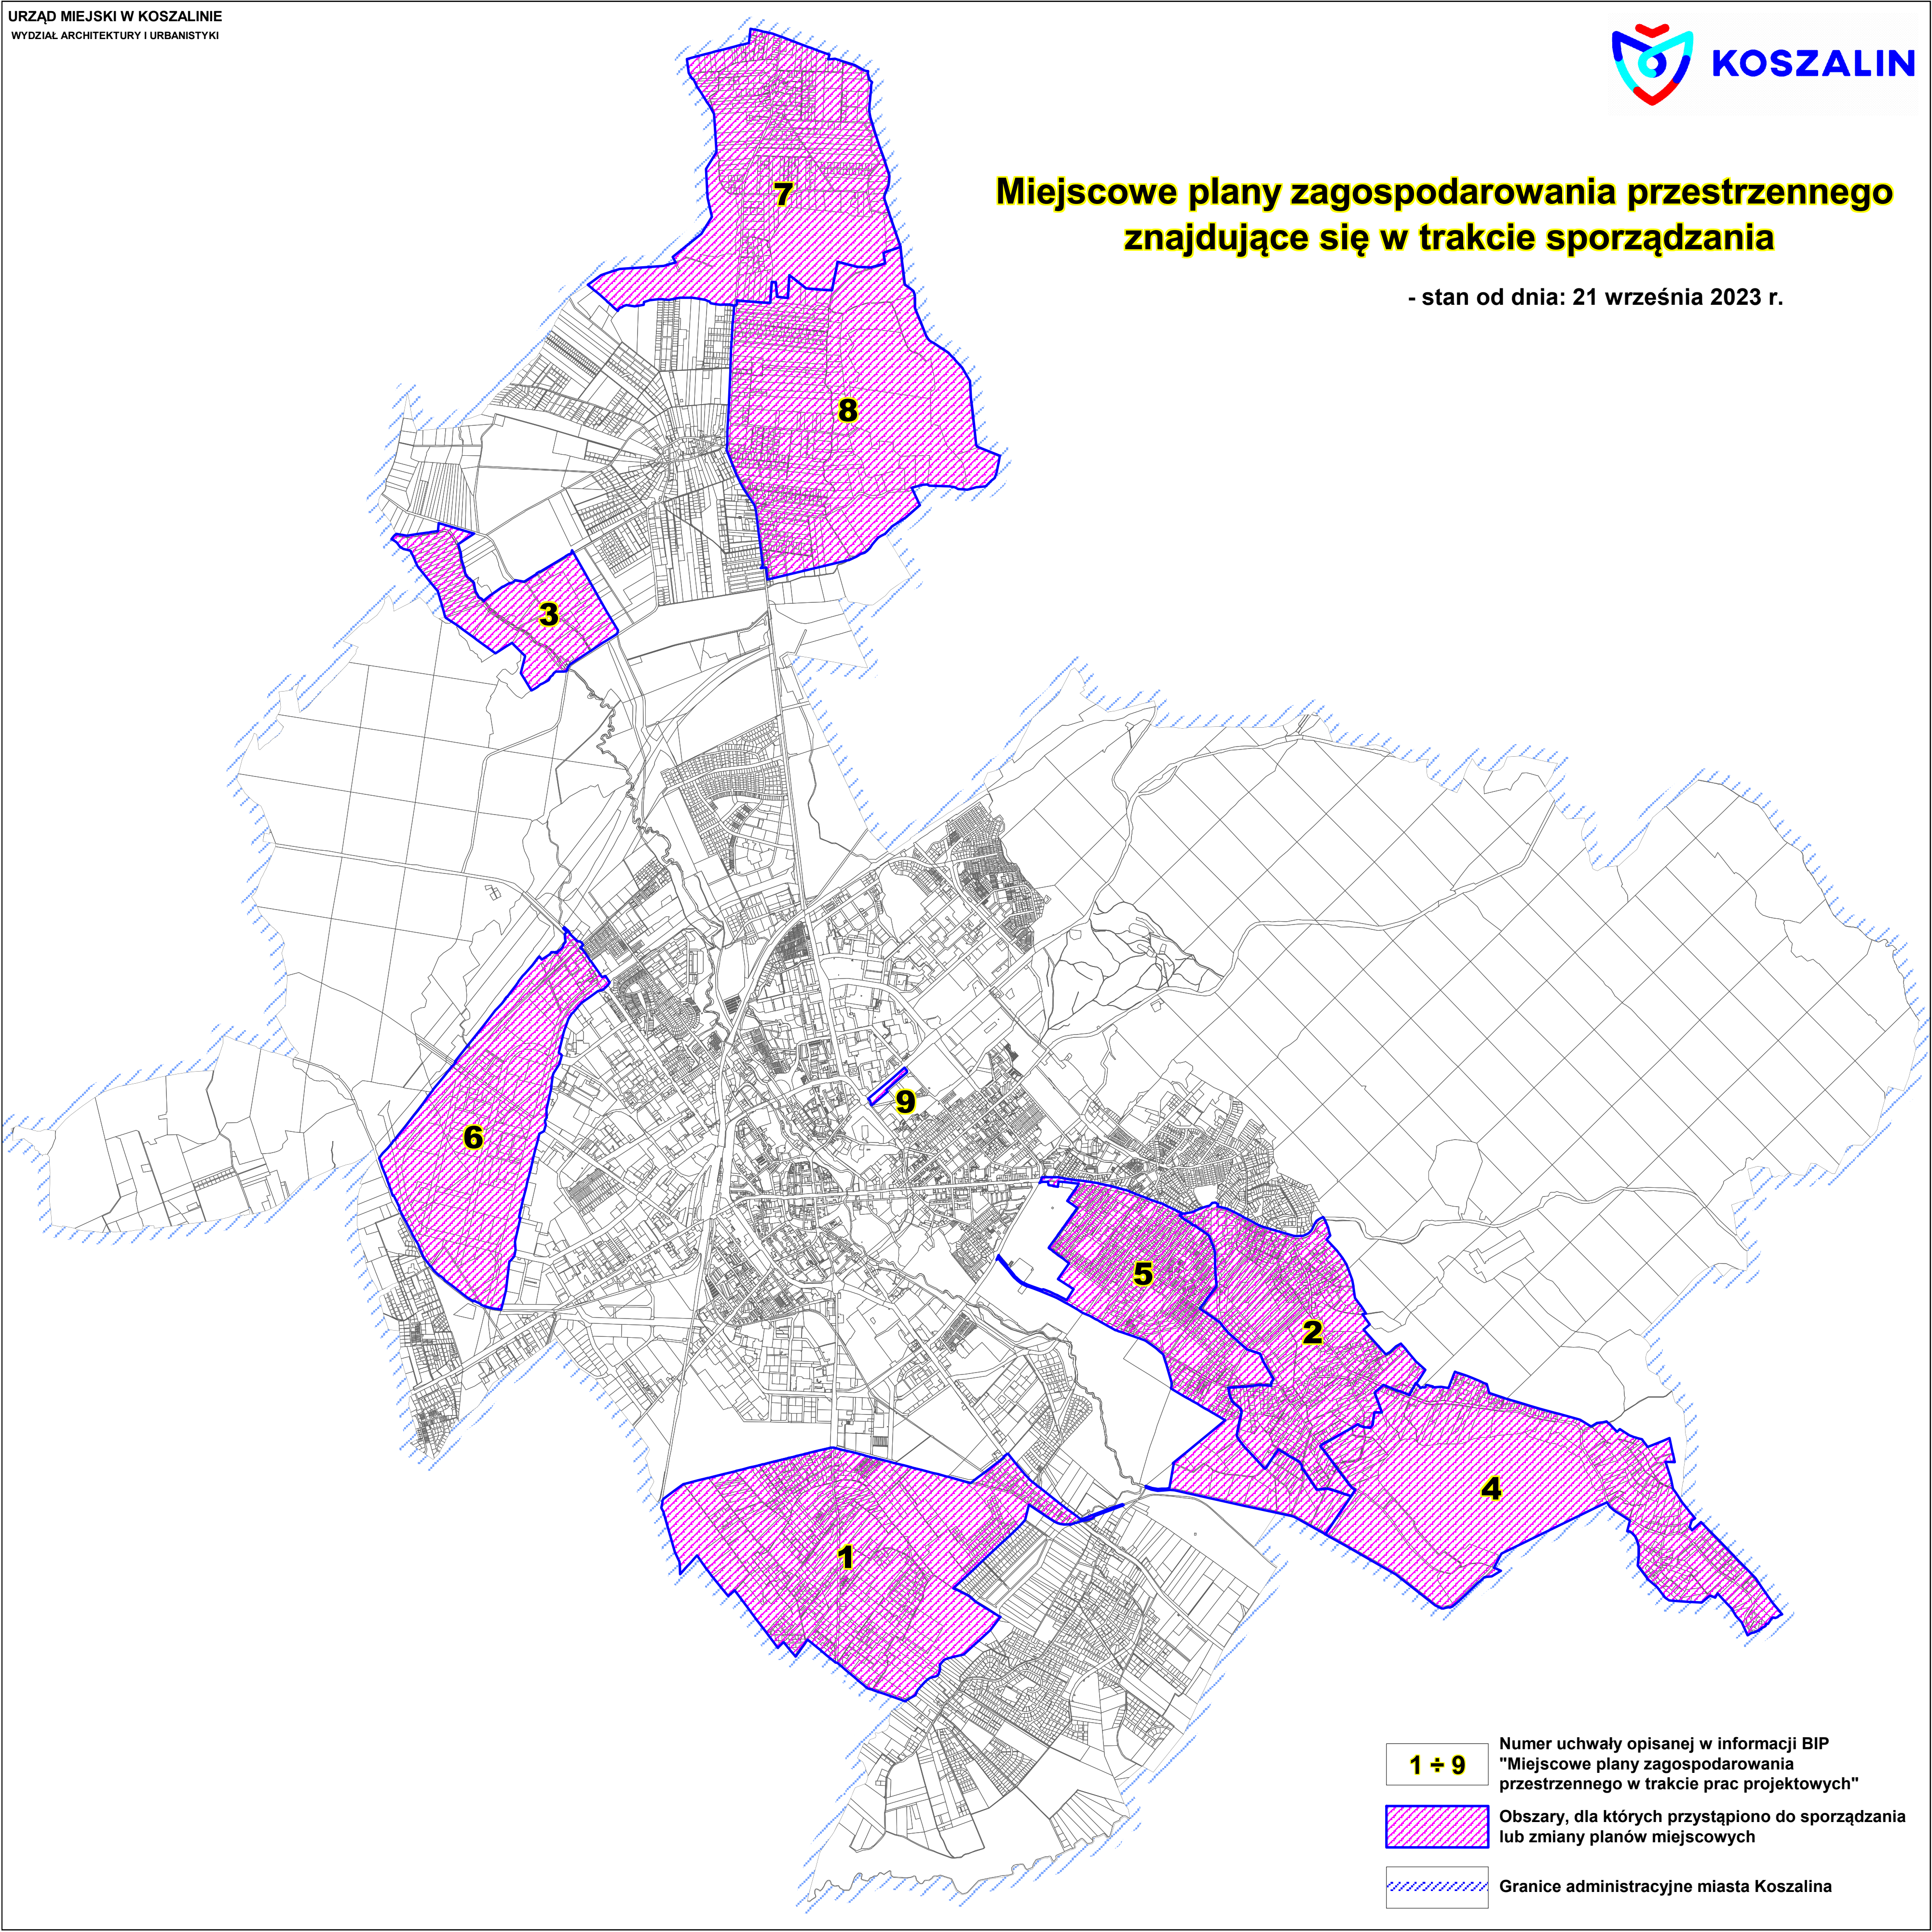 URZĄD MIEJSKI W KOSZALINIE
WYDZIAŁ ARCHITEKTURY I URBANISTYKI
KOSZALIN
Miejscowe plany zagospodarowania przestrzennego
znajdujące się w trakcie sporządzania
- stan od dnia: 21 września 2023 r.
7
8
3
9
6
5
2
4
1
1 ÷ 9
Numer uchwały opisanej w informacji BIP
"Miejscowe plany zagospodarowania
przestrzennego w trakcie prac projektowych"
Obszary, dla których przystąpiono do sporządzania
lub zmiany planów miejscowych
Granice administracyjne miasta Koszalina